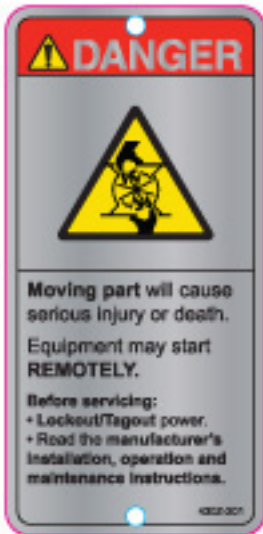 DANGER
Moving part will cause
serious injury or death.
Equipment may start
REMOTELY.
Before servicing:
• Lockout/Tagout power.
• Read the manufacturer's
installation, operation and
maintenance instructions.